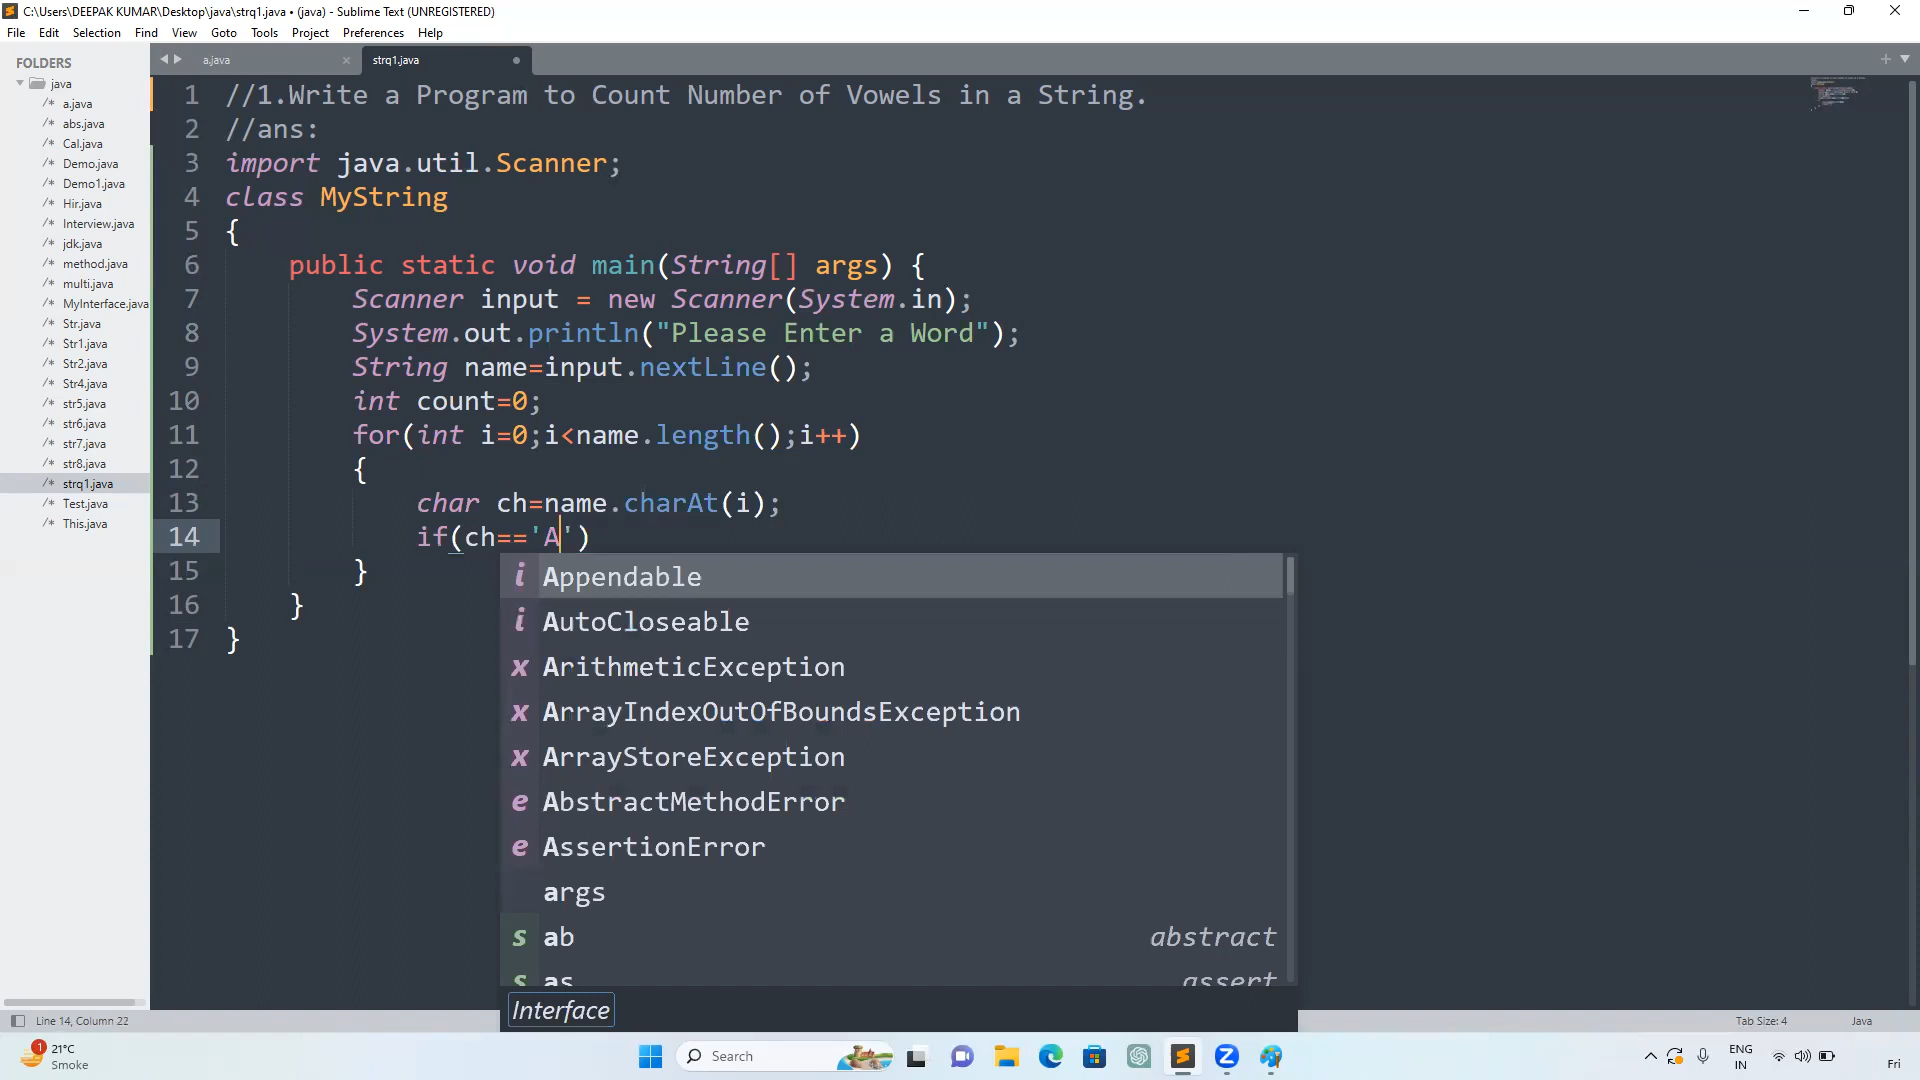 C:\Users\DEEPAK KUMAR\Desktop\java\strq1.java • (java) - Sublime Text (UNREGISTERED)
File Edit Selection Find View Goto Tools Project Preferences Help
FOLDERS
java
/* a.java
/* abs.java
/* Cal.java
/* Demo.java
/* Demo1.java
/* Hir.java
/* Interview.java
/* jdk.java
/* method.java
/* multi.java
/* MyInterface.java
/* Str.java
/* Str1.java
/* Str2.java
/* Str4.java
/* str5.java
/* str6.java
/* str7.java
/* str8.java
/* strq1.java
/* Test.java
/* This.java
a.java strq1.java
1 //1.Write a Program to Count Number of Vowels in a String.
2 //ans:
3 import java.util.Scanner;
4 class MyString
5 {
6 public static void main(String[] args) {
7 Scanner input = new Scanner(System.in);
8 System.out.println("Please Enter a Word");
9 String name=input.nextLine();
10 int count=0;
11 for(int i=0;i<name.length();i++)
12 {
13 char ch=name.charAt(i);
14 if(ch=='A')
15 }
16 }
17 }
i Appendable
i AutoCloseable
x ArithmeticException
x ArrayIndexOutOfBoundsException
x ArrayStoreException
e AbstractMethodError
e AssertionError
args
s ab abstract
s as assert
Interface
Line 14, Column 22 Tab Size: 4 Java
1 21°C
Smoke
Search
ENG
IN
Fri